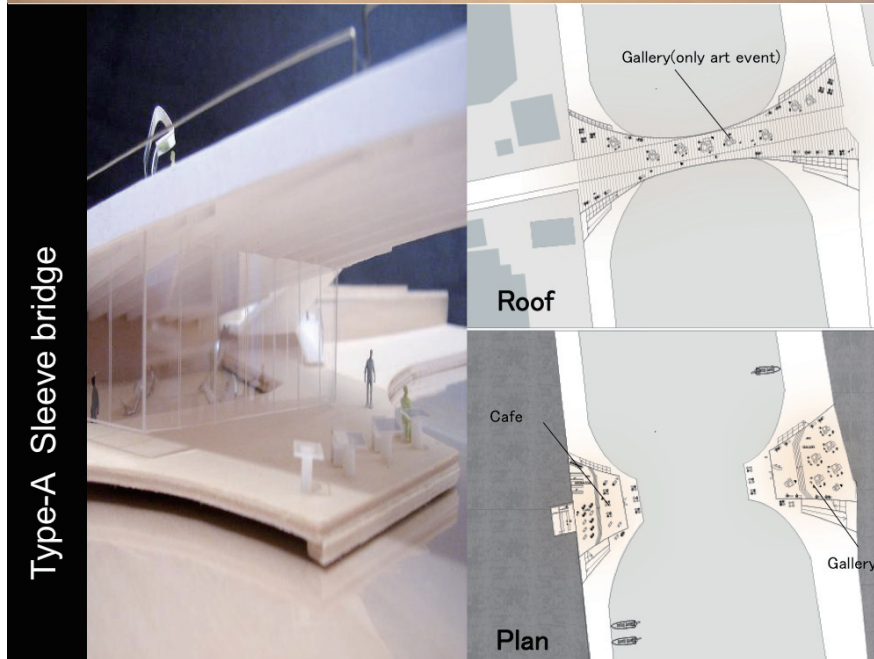 Type-A Sleeve bridge
Gallery(only art event)
Roof
Cafe
Gallery
Plan